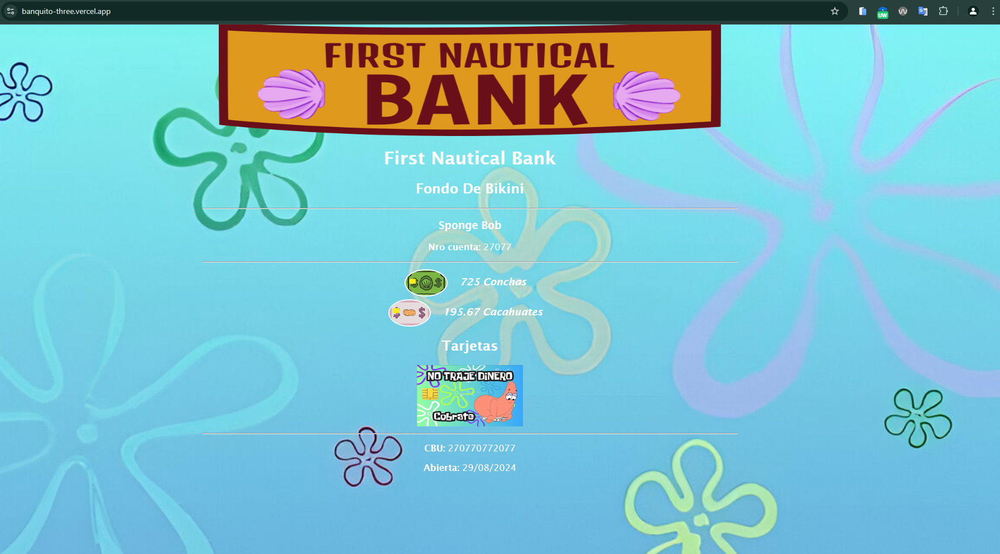 banquito-three.vercel.app
UW
FIRST NAUTICAL
BANK
First Nautical Bank
Fondo De Bikini
Sponge Bob
Nro cuenta: 27077
$ $
725 Conchas
$ $
195.67 Cacahuates
Tarjetas
NO TRAJE DINERO
Cobrate
CBU: 270770772077
Abierta: 29/08/2024